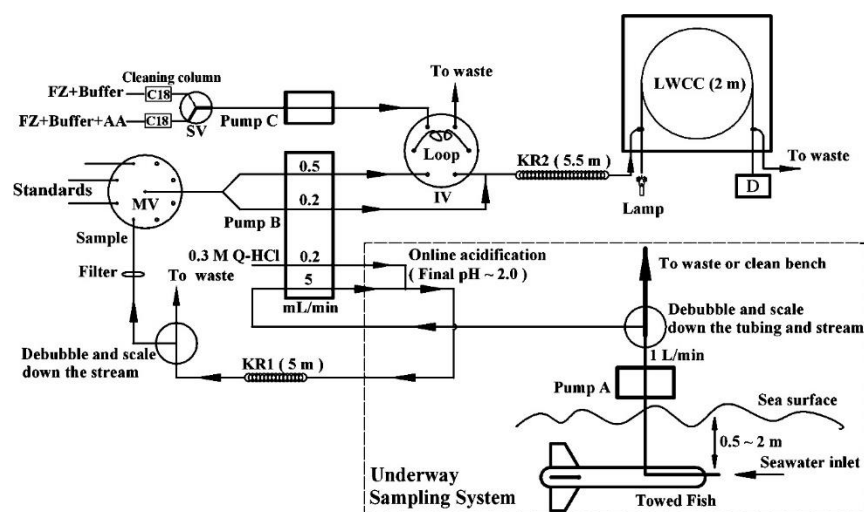 Cleaning column
FZ+Buffer
C18
FZ+Buffer+AA
C18
SV
Pump C
To waste
Loop
IV
KR2 ( 5.5 m )
LWCC (2 m)
To waste
D
Lamp
Standards
MV
Sample
Filter
0.5
0.2
Pump B
0.3 M Q-HCl
0.2
5
mL/min
To waste
Debubble and scale
down the stream
KR1 ( 5 m )
Online acidification
( Final pH ~ 2.0 )
To waste or clean bench
Debubble and scale
down the tubing and stream
1 L/min
Pump A
Sea surface
0.5 ~ 2 m
Seawater inlet
Towed Fish
Underway
Sampling System